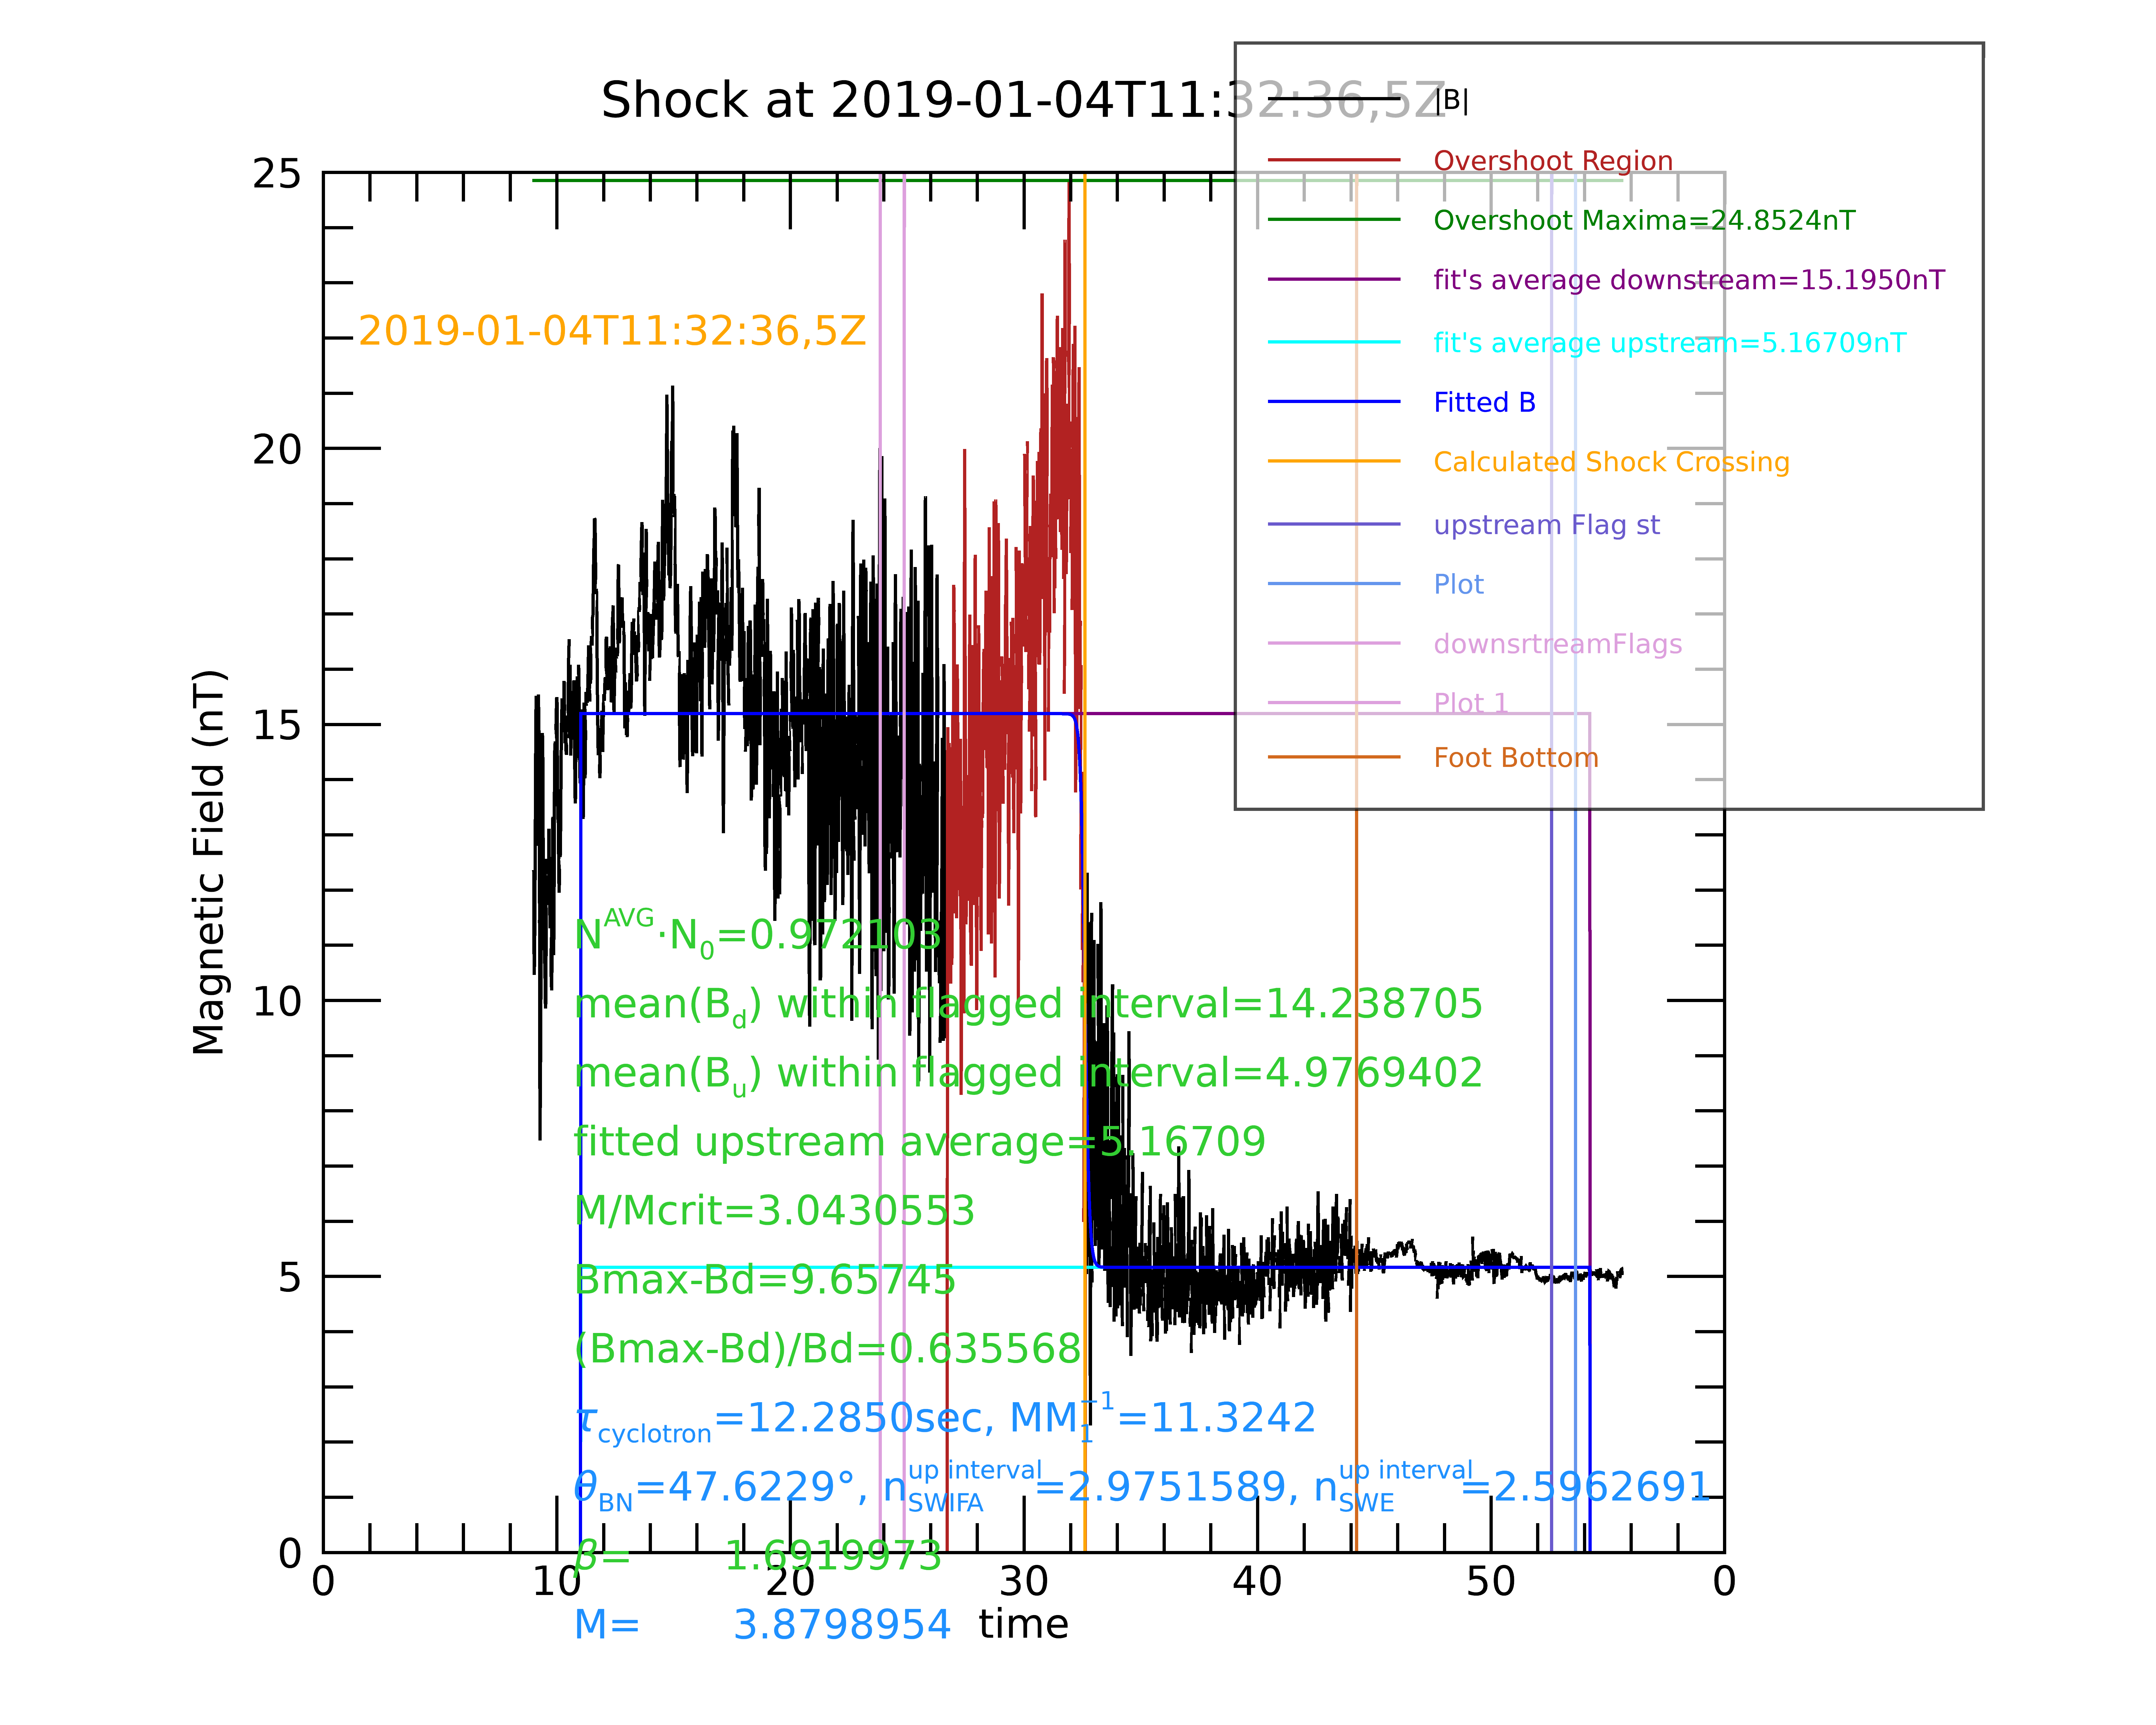 Shock at 2019-01-04T11:32:36,5Z
|B|
Overshoot Region
Overshoot Maxima=24.8524nT
fit's average downstream=15.1950nT
fit's average upstream=5.16709nT
Fitted B
Calculated Shock Crossing
upstream Flag st
Plot
downsrtreamFlags
Plot 1
Foot Bottom
25
20
15
10
5
0
Magnetic Field (nT)
2019-01-04T11:32:36,5Z
N^AVG·N_0=0.972103
mean(B_d) within flagged interval=14.238705
mean(B_u) within flagged interval=4.9769402
fitted upstream average=5.16709
M/Mcrit=3.0430553
Bmax-Bd=9.65745
(Bmax-Bd)/Bd=0.635568
τ_cyclotron=12.2850sec, MM_1^−1=11.3242
θ_BN=47.6229°, n_SWIFA^up interval=2.9751589, n_SWE^up interval=2.5962691
β= 1.6919973
0 10 20 30 40 50 0
M= 3.8798954
time